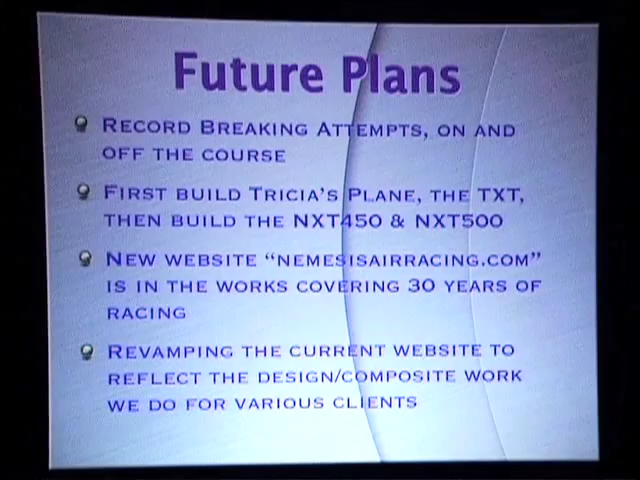 Future Plans
Record Breaking Attempts, on and
off the course
First build Tricia's Plane, the TXT,
then build the NXT450 & NXT500
New website "nemesisairracing.com"
is in the works covering 30 years of
racing
Revamping the current website to
reflect the design/composite work
we do for various clients